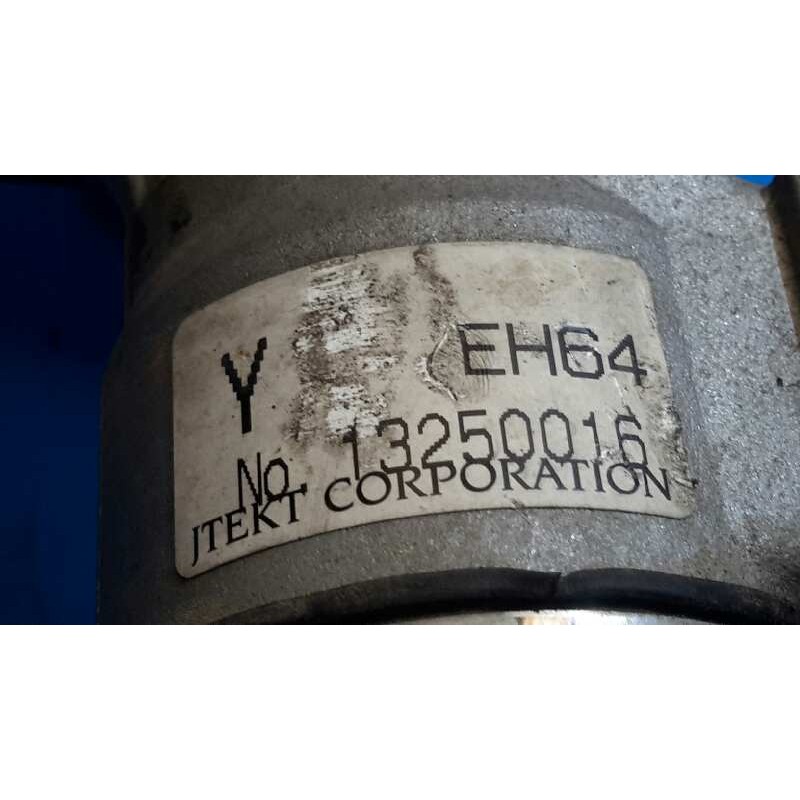 Y EH64
No. 13250016
JTEKT CORPORATION